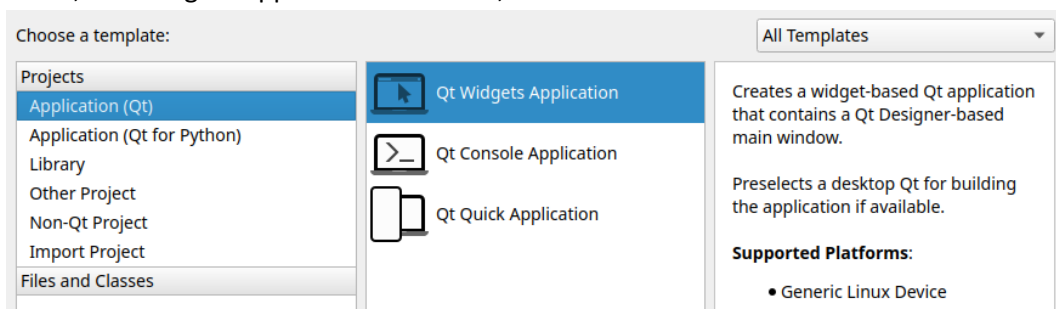 Choose a template:
All Templates
Projects
Application (Qt)
Application (Qt for Python)
Library
Other Project
Non-Qt Project
Import Project
Files and Classes
Qt Widgets Application
Qt Console Application
Qt Quick Application
Creates a widget-based Qt application
that contains a Qt Designer-based
main window.
Preselects a desktop Qt for building
the application if available.
Supported Platforms:
• Generic Linux Device